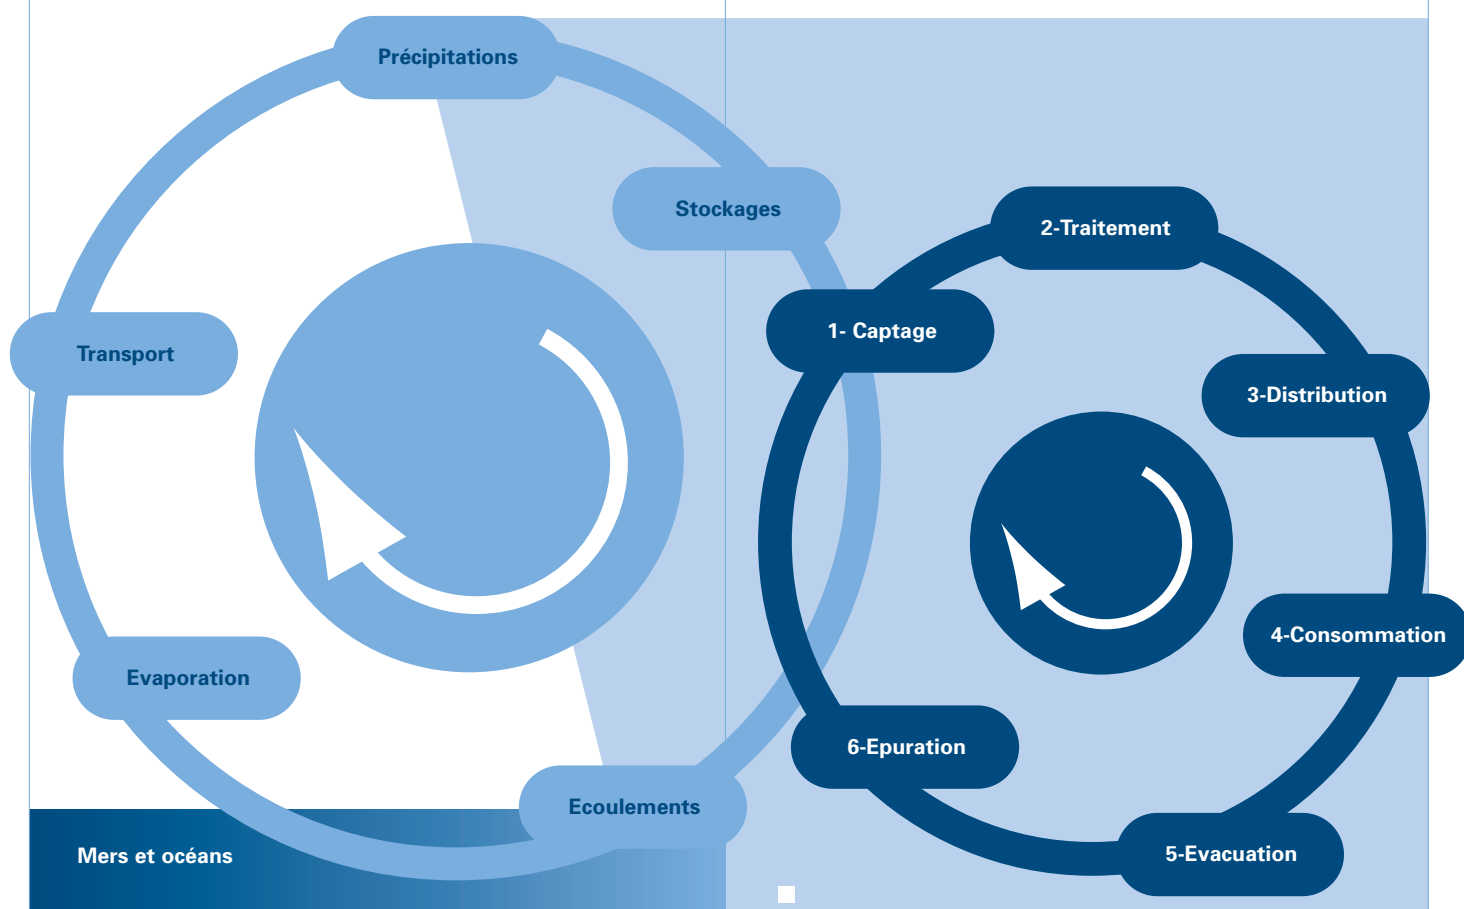 Précipitations
Stockages
2-Traitement
1- Captage
Transport
3-Distribution
4-Consommation
Evaporation
6-Epuration
Ecoulements
5-Evacuation
Mers et océans